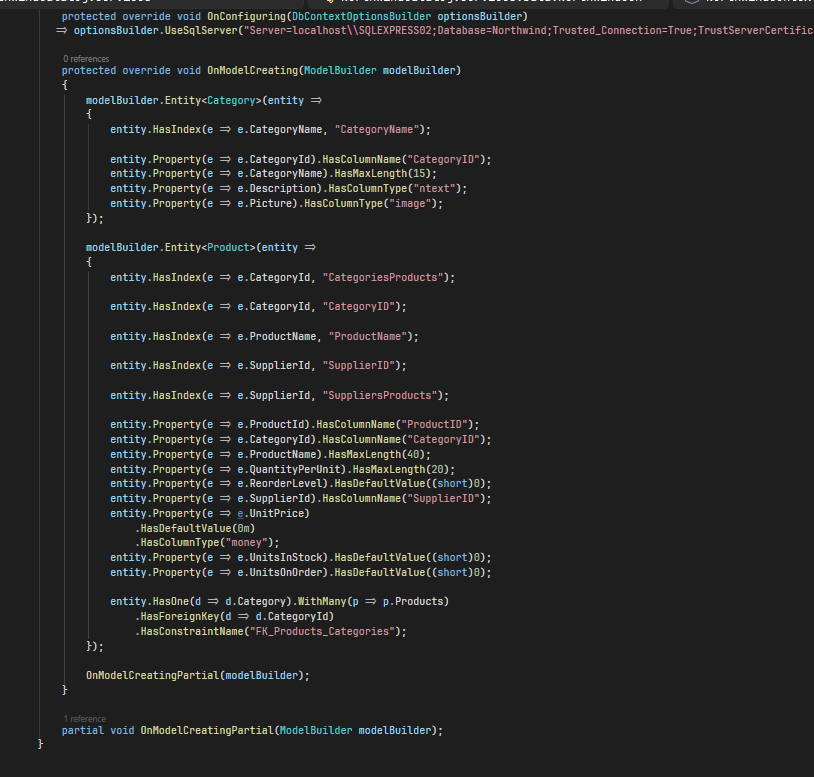 protected override void OnConfiguring(DbContextOptionsBuilder optionsBuilder)
=> optionsBuilder.UseSqlServer("Server=localhost\\SQLEXPRESS02;Database=Northwind;Trusted_Connection=True;TrustServerCertific
0 references
protected override void OnModelCreating(ModelBuilder modelBuilder)
{
modelBuilder.Entity<Category>(entity =>
{
entity.HasIndex(e => e.CategoryName, "CategoryName");
entity.Property(e => e.CategoryId).HasColumnName("CategoryID");
entity.Property(e => e.CategoryName).HasMaxLength(15);
entity.Property(e => e.Description).HasColumnType("ntext");
entity.Property(e => e.Picture).HasColumnType("image");
});
modelBuilder.Entity<Product>(entity =>
{
entity.HasIndex(e => e.CategoryId, "CategoriesProducts");
entity.HasIndex(e => e.CategoryId, "CategoryID");
entity.HasIndex(e => e.ProductName, "ProductName");
entity.HasIndex(e => e.SupplierId, "SupplierID");
entity.HasIndex(e => e.SupplierId, "SuppliersProducts");
entity.Property(e => e.ProductId).HasColumnName("ProductID");
entity.Property(e => e.CategoryId).HasColumnName("CategoryID");
entity.Property(e => e.ProductName).HasMaxLength(40);
entity.Property(e => e.QuantityPerUnit).HasMaxLength(20);
entity.Property(e => e.ReorderLevel).HasDefaultValue((short)0);
entity.Property(e => e.SupplierId).HasColumnName("SupplierID");
entity.Property(e => e.UnitPrice)
.HasDefaultValue(0m)
.HasColumnType("money");
entity.Property(e => e.UnitsInStock).HasDefaultValue((short)0);
entity.Property(e => e.UnitsOnOrder).HasDefaultValue((short)0);
entity.HasOne(d => d.Category).WithMany(p => p.Products)
.HasForeignKey(d => d.CategoryId)
.HasConstraintName("FK_Products_Categories");
});
OnModelCreatingPartial(modelBuilder);
}
1 reference
partial void OnModelCreatingPartial(ModelBuilder modelBuilder);
}